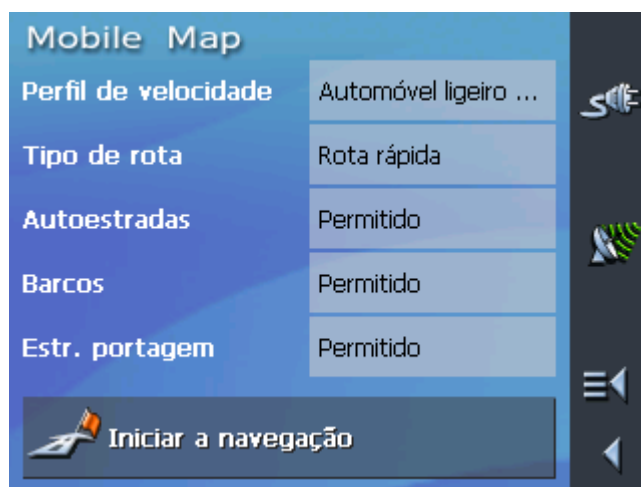 Mobile Map
Perfil de velocidade Automóvel ligeiro ...
Tipo de rota Rota rápida
Autoestradas Permitido
Barcos Permitido
Estr. portagem Permitido
Iniciar a navegação